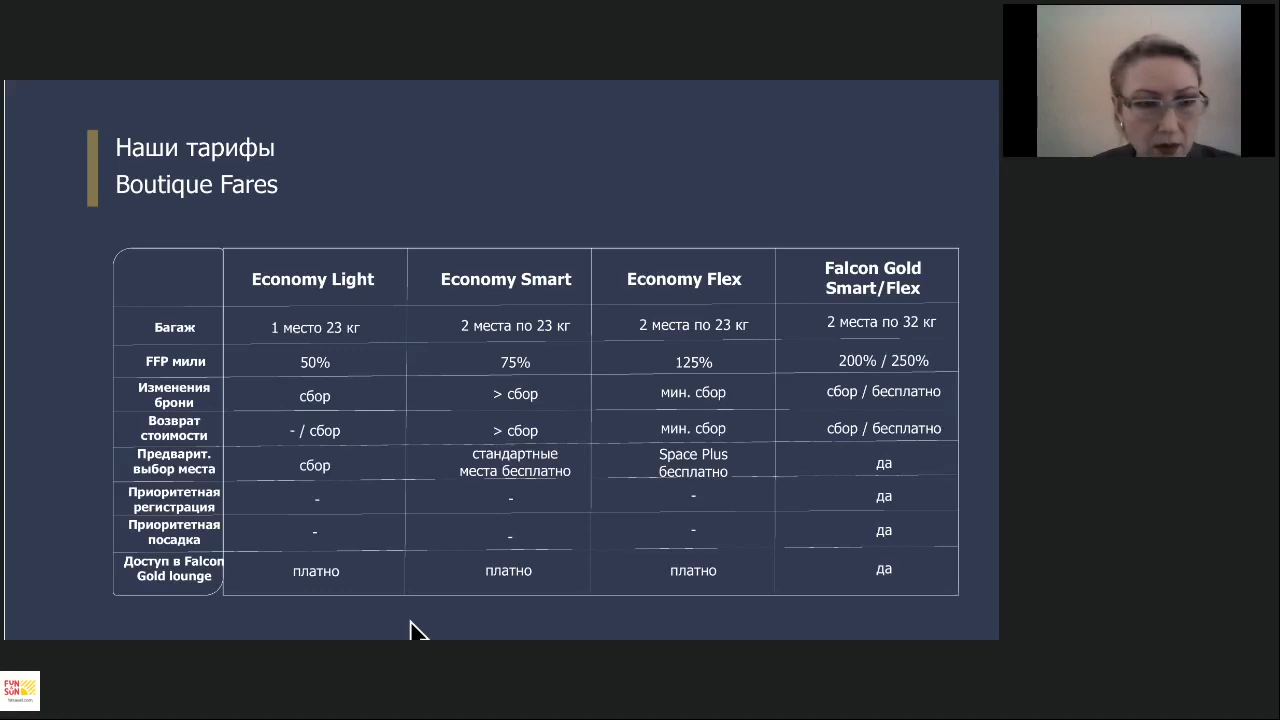 Наши тарифы
Boutique Fares
Economy Light
Economy Smart
Economy Flex
Falcon Gold
Smart/Flex
Багаж
1 место 23 кг
2 места по 23 кг
2 места по 23 кг
2 места по 32 кг
FFP мили
50%
75%
125%
200% / 250%
Изменения
брони
сбор
> сбор
мин. сбор
сбор / бесплатно
Возврат
стоимости
- / сбор
> сбор
мин. сбор
сбор / бесплатно
Предварит.
выбор места
сбор
стандартные
места бесплатно
Space Plus
бесплатно
да
Приоритетная
регистрация
-
-
-
да
Приоритетная
посадка
-
-
-
да
Доступ в Falcon
Gold lounge
платно
платно
платно
да
FUN
SUN